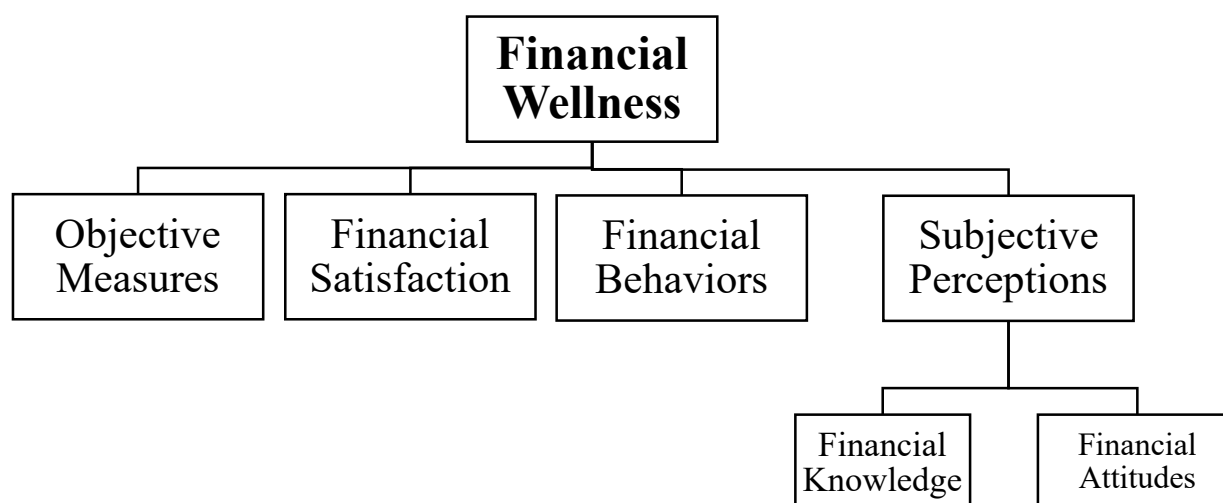 Financial
Wellness
Objective
Measures
Financial
Satisfaction
Financial
Behaviors
Subjective
Perceptions
Financial
Knowledge
Financial
Attitudes